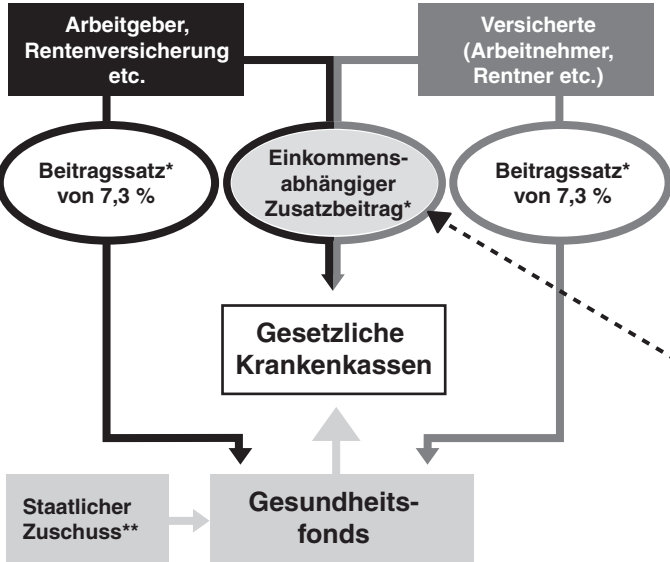 Arbeitgeber,
Rentenversicherung
etc.
Versicherte
(Arbeitnehmer,
Rentner etc.)
Beitragssatz*
von 7,3 %
Einkommens-
abhängiger
Zusatzbeitrag*
Beitragssatz*
von 7,3 %
Gesetzliche
Krankenkassen
Staatlicher
Zuschuss**
Gesundheits-
fonds